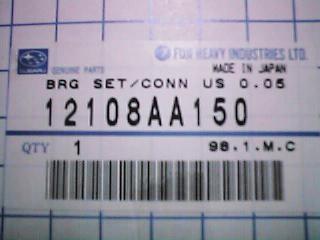 FUJI HEAVY INDUSTRIES LTD.
SUBARU GENUINE PARTS MADE IN JAPAN
BRG SET/CONN US 0.05
12108AA150
QTY 1 98.1.M.C